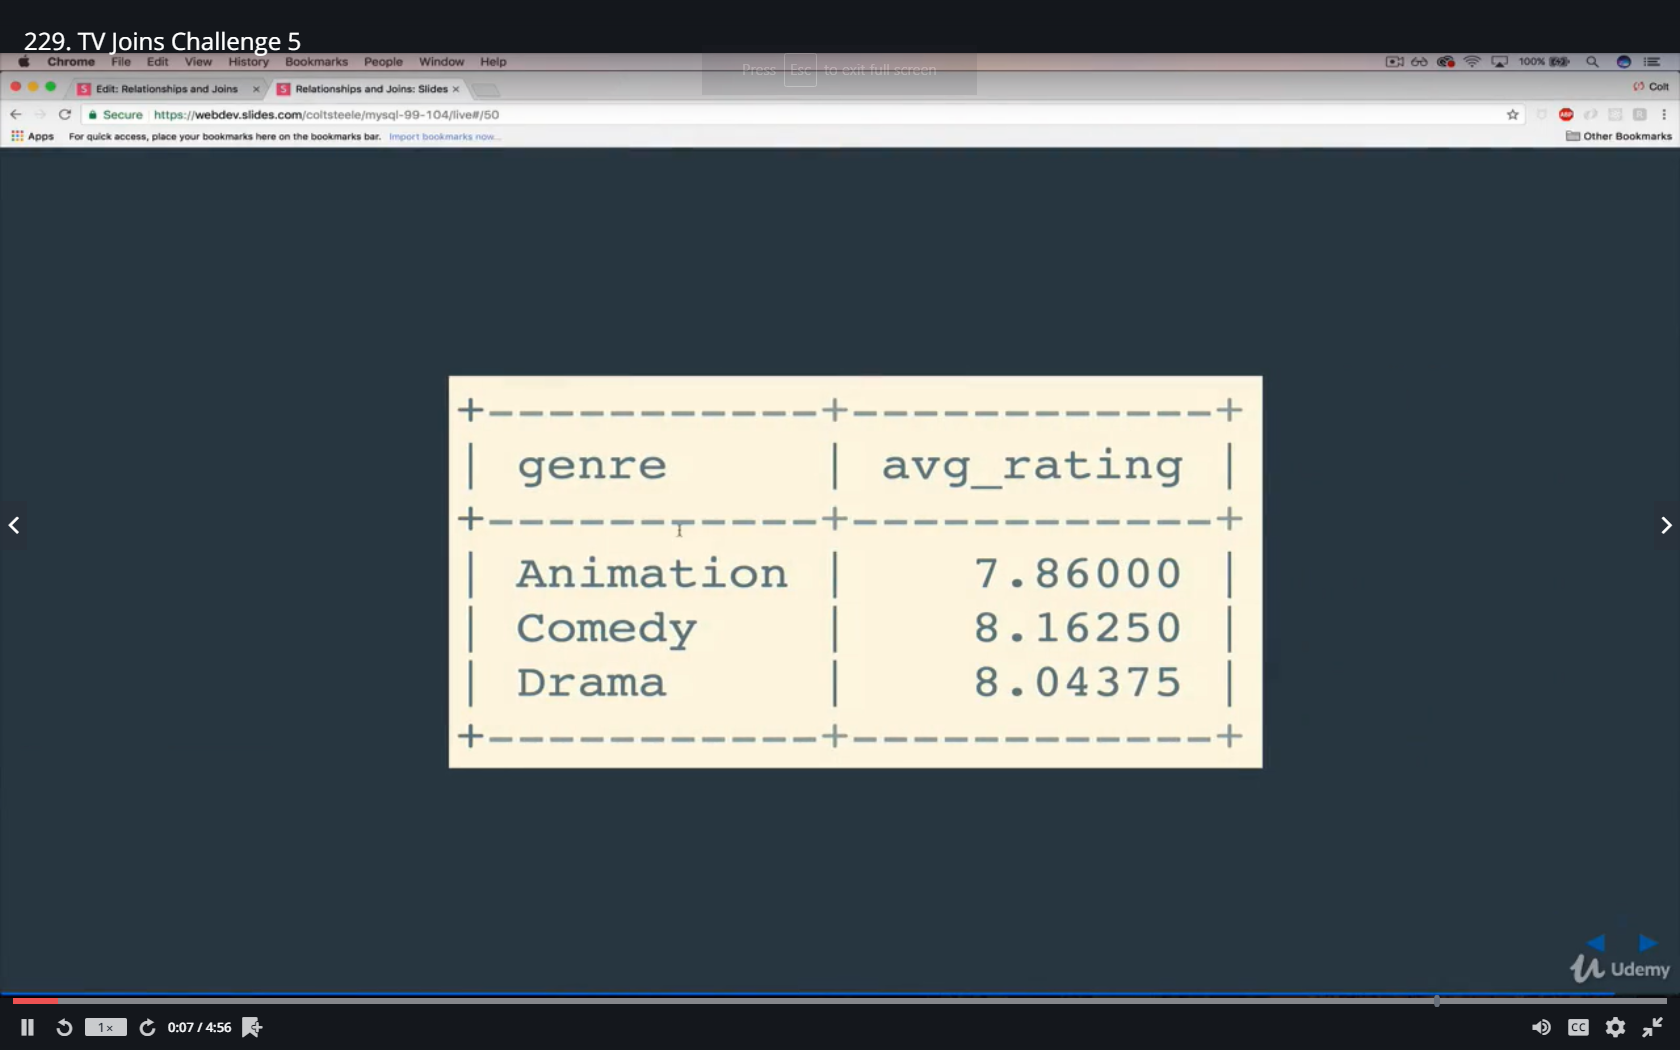 229. TV Joins Challenge 5
Chrome File Edit View History Bookmarks People Window Help
100%
Press Esc to exit full screen
Edit: Relationships and Joins
Relationships and Joins: Slides
Colt
Secure https://webdev.slides.com/coltsteele/mysql-99-104/live#/50
ABP
Apps For quick access, place your bookmarks here on the bookmarks bar. Import bookmarks now...
Other Bookmarks
+-----------+------------+
| genre | avg_rating |
+-----------+------------+
| Animation | 7.86000 |
| Comedy | 8.16250 |
| Drama | 8.04375 |
+-----------+------------+
Udemy
1× 0:07 / 4:56 CC